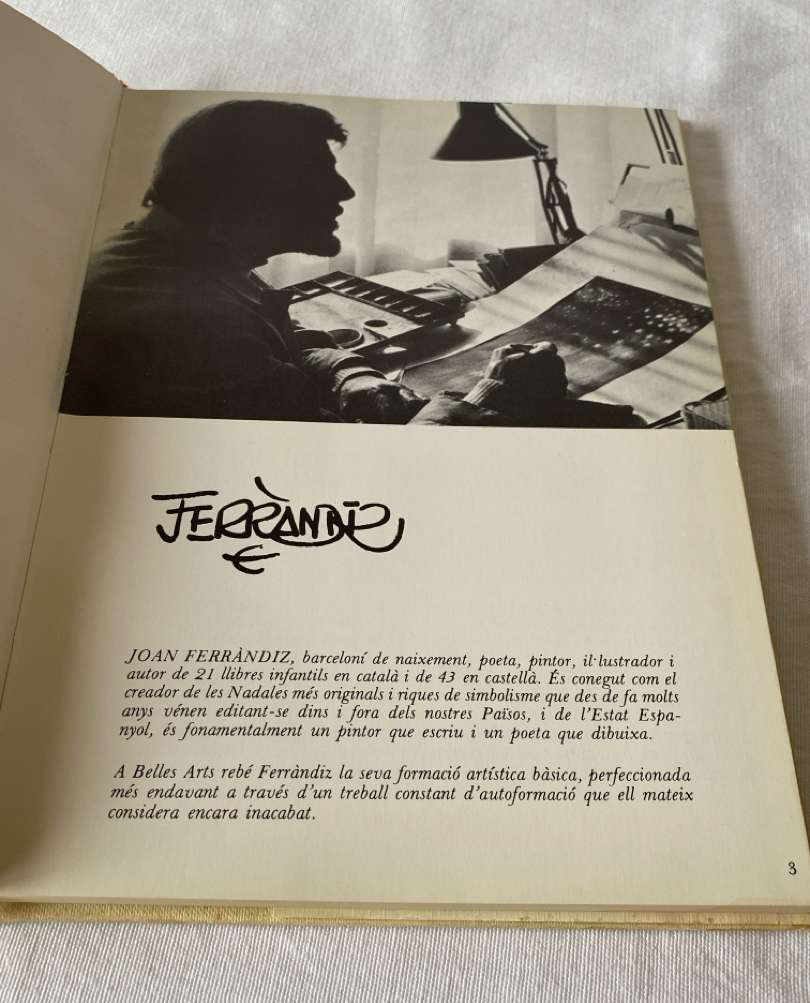 FERRÀNDIZ
JOAN FERRÀNDIZ, barceloní de naixement, poeta, pintor, il·lustrador i
autor de 21 llibres infantils en català i de 43 en castellà. És conegut com el
creador de les Nadales més originals i riques de simbolisme que des de fa molts
anys vénen editant-se dins i fora dels nostres Països, i de l'Estat Espa-
nyol, és fonamentalment un pintor que escriu i un poeta que dibuixa.
A Belles Arts rebé Ferràndiz la seva formació artística bàsica, perfeccionada
més endavant a través d'un treball constant d'autoformació que ell mateix
considera encara inacabat.
3